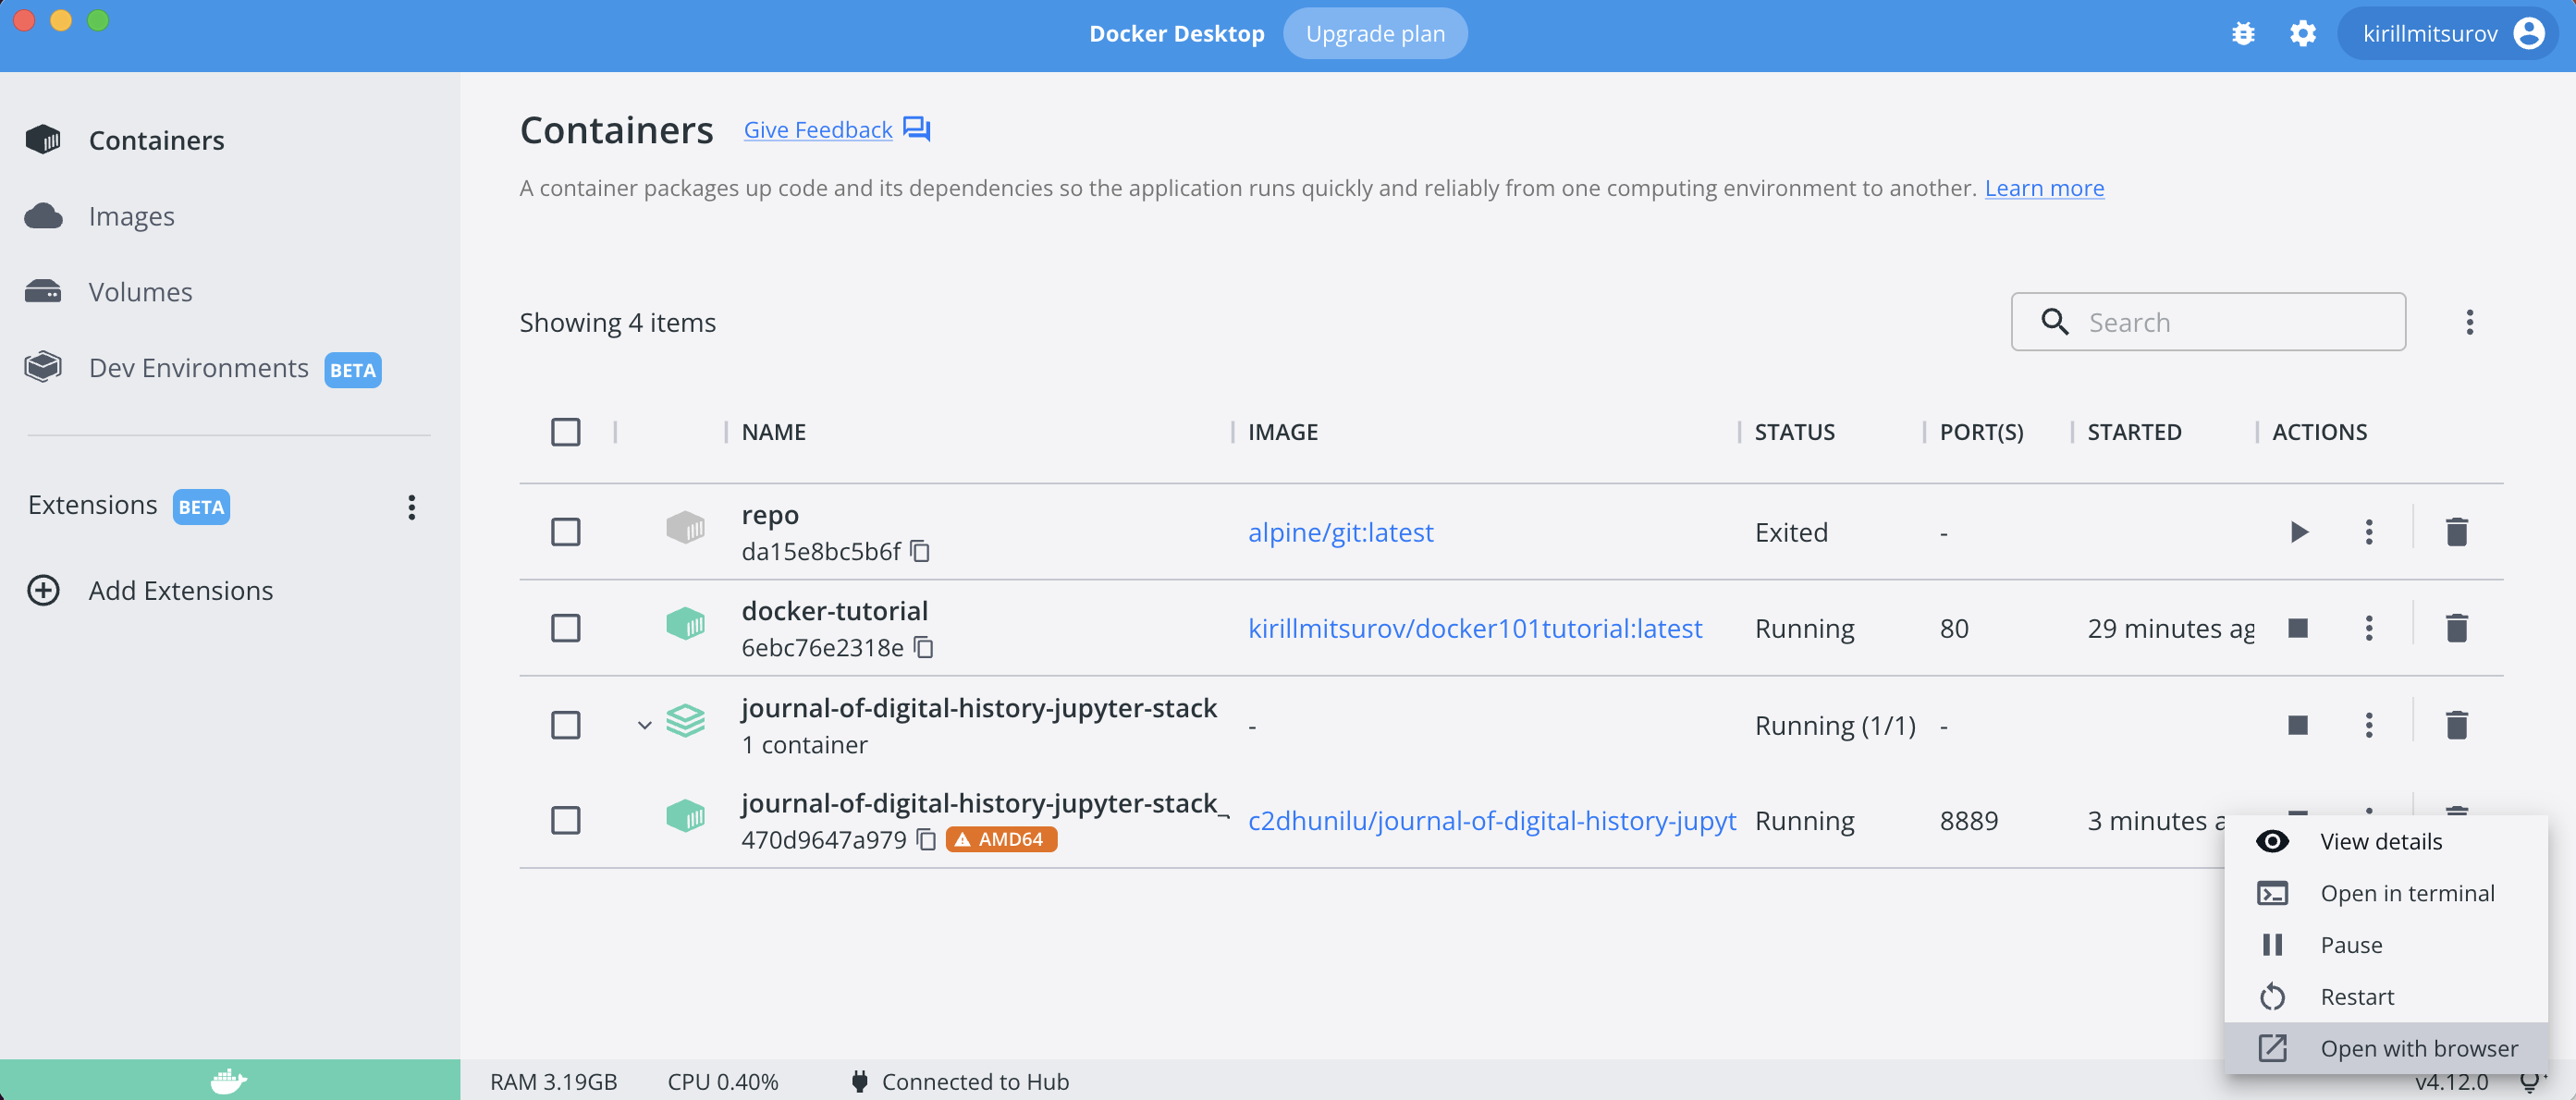 Docker Desktop Upgrade plan kirillmitsurov
Containers
Images
Volumes
Dev Environments BETA
Extensions BETA
Add Extensions
Containers Give Feedback
A container packages up code and its dependencies so the application runs quickly and reliably from one computing environment to another. Learn more
Showing 4 items Search
NAME IMAGE STATUS PORT(S) STARTED ACTIONS
repo
da15e8bc5b6f alpine/git:latest Exited -
docker-tutorial
6ebc76e2318e kirillmitsurov/docker101tutorial:latest Running 80 29 minutes ag
journal-of-digital-history-jupyter-stack
1 container - Running (1/1) -
journal-of-digital-history-jupyter-stack_
470d9647a979 AMD64 c2dhunilu/journal-of-digital-history-jupyt Running 8889 3 minutes a
View details
Open in terminal
Pause
Restart
Open with browser
RAM 3.19GB CPU 0.40% Connected to Hub v4.12.0